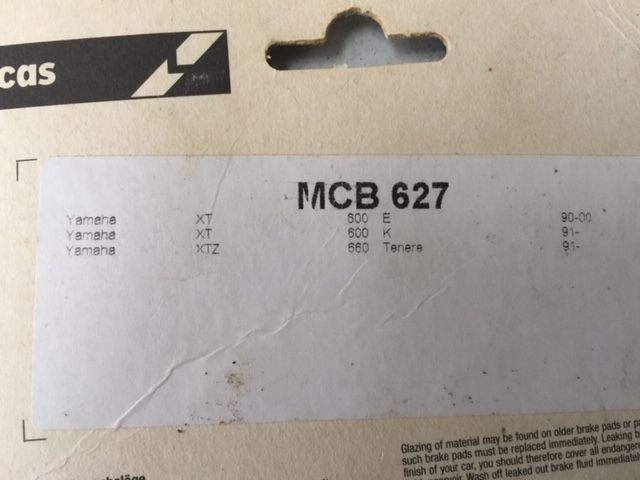 cas
MCB 627
Yamaha XT 600 E 90-00
Yamaha XT 600 K 91-
Yamaha XTZ 660 Tenere 91-
Glazing of material may be found on older brake pads or
such brake pads must be replaced immediately. Leaking
finish of your car, you should therefore cover all
Wash off leaked out brake fluid immediately